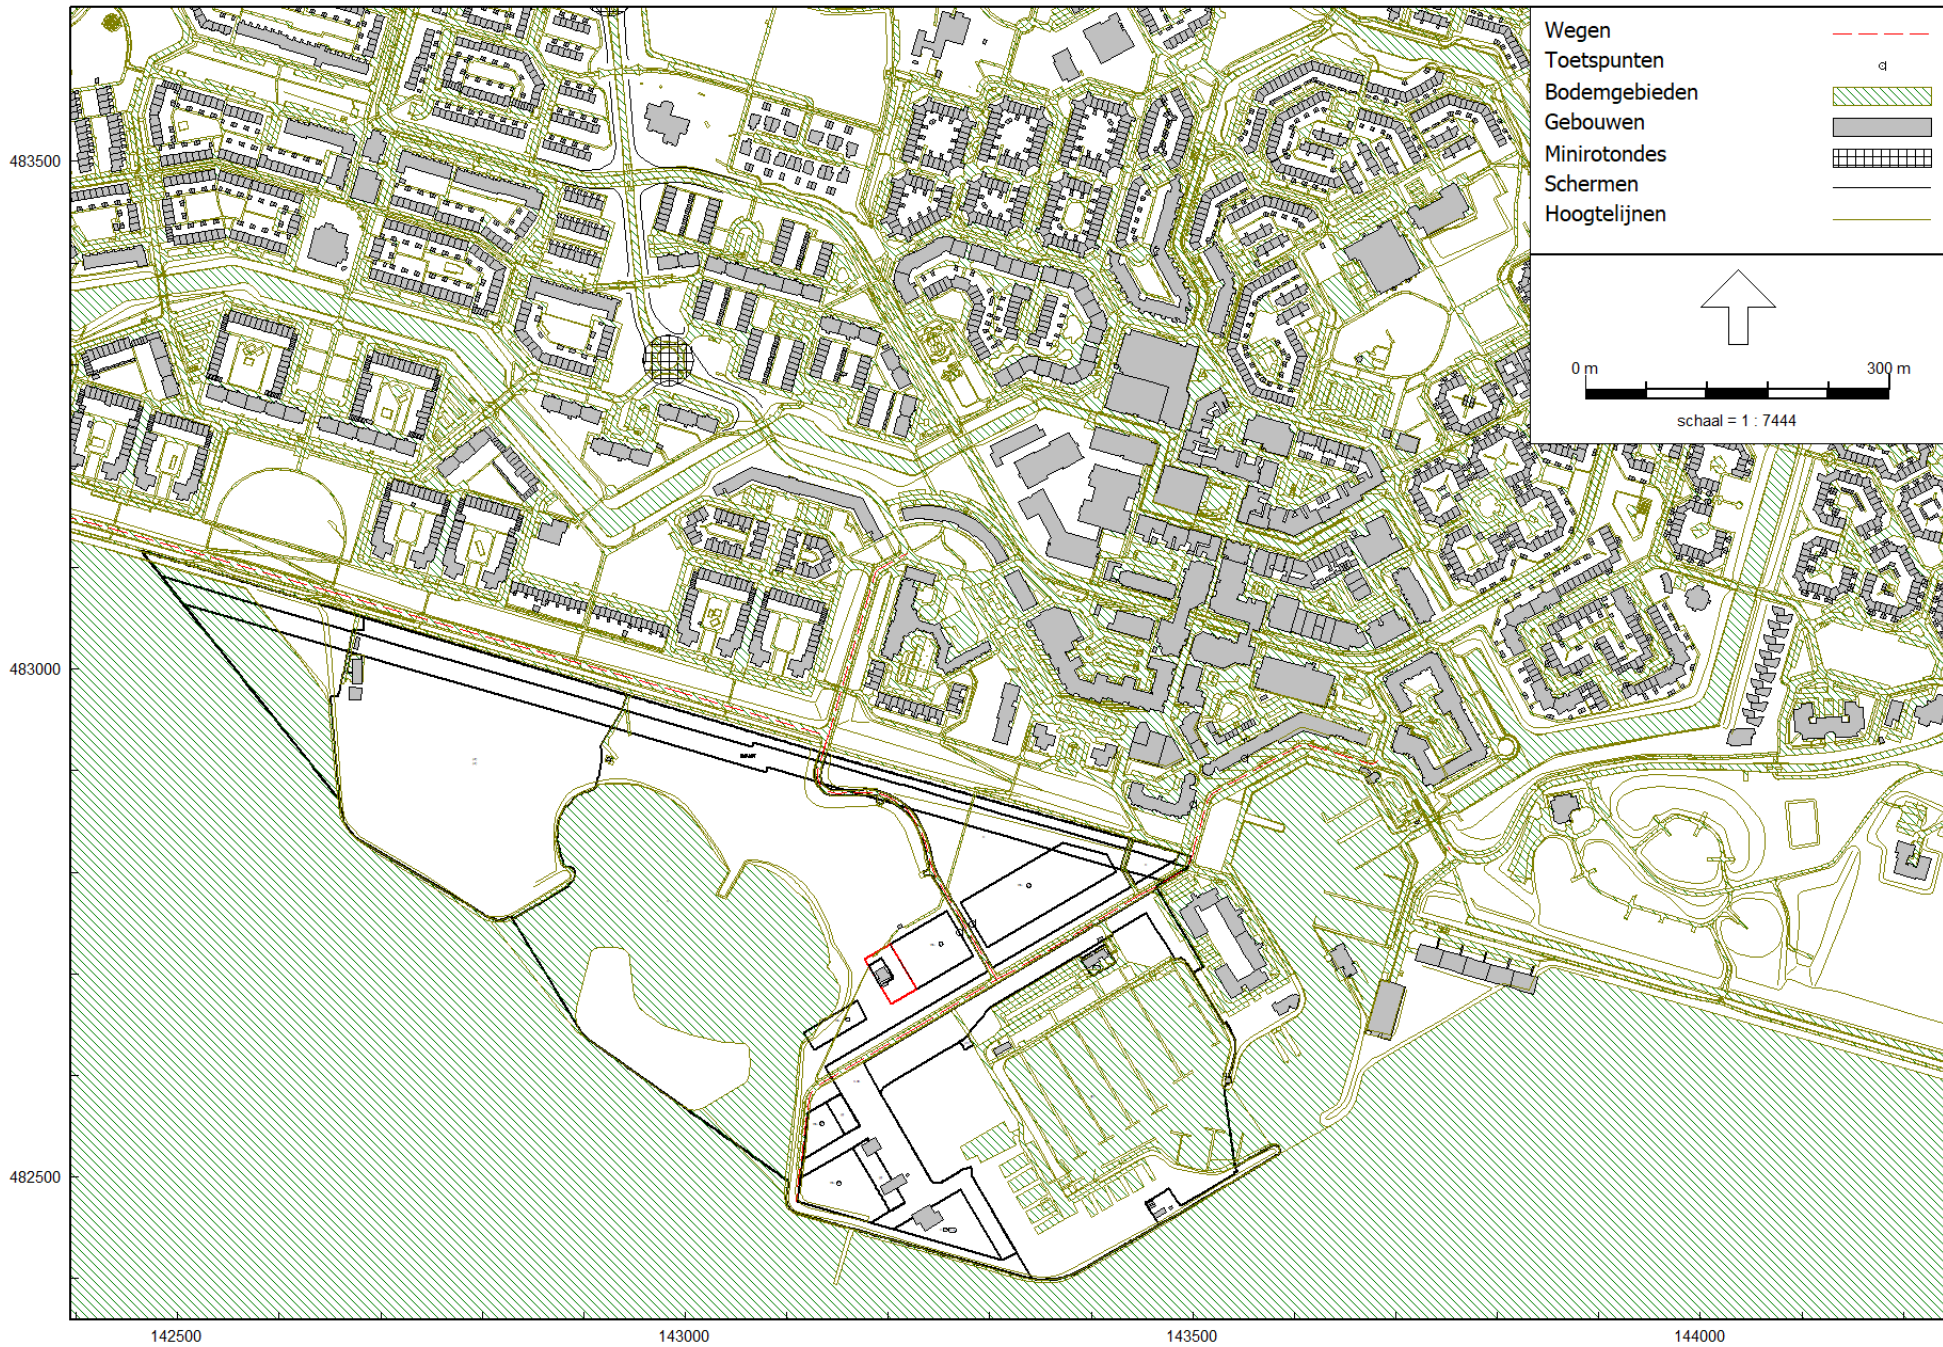 Wegen
Toetspunten
Bodemgebieden
Gebouwen
Minirotondes
Schermen
Hoogtelijnen
0 m 300 m
schaal = 1 : 7444
483500
483000
482500
142500 143000 143500 144000